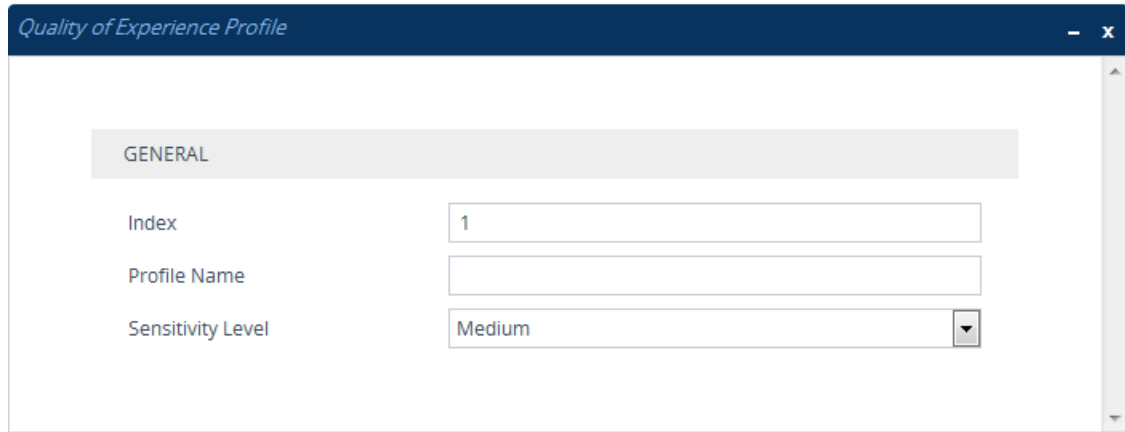 Quality of Experience Profile – x
GENERAL
Index 1
Profile Name
Sensitivity Level Medium